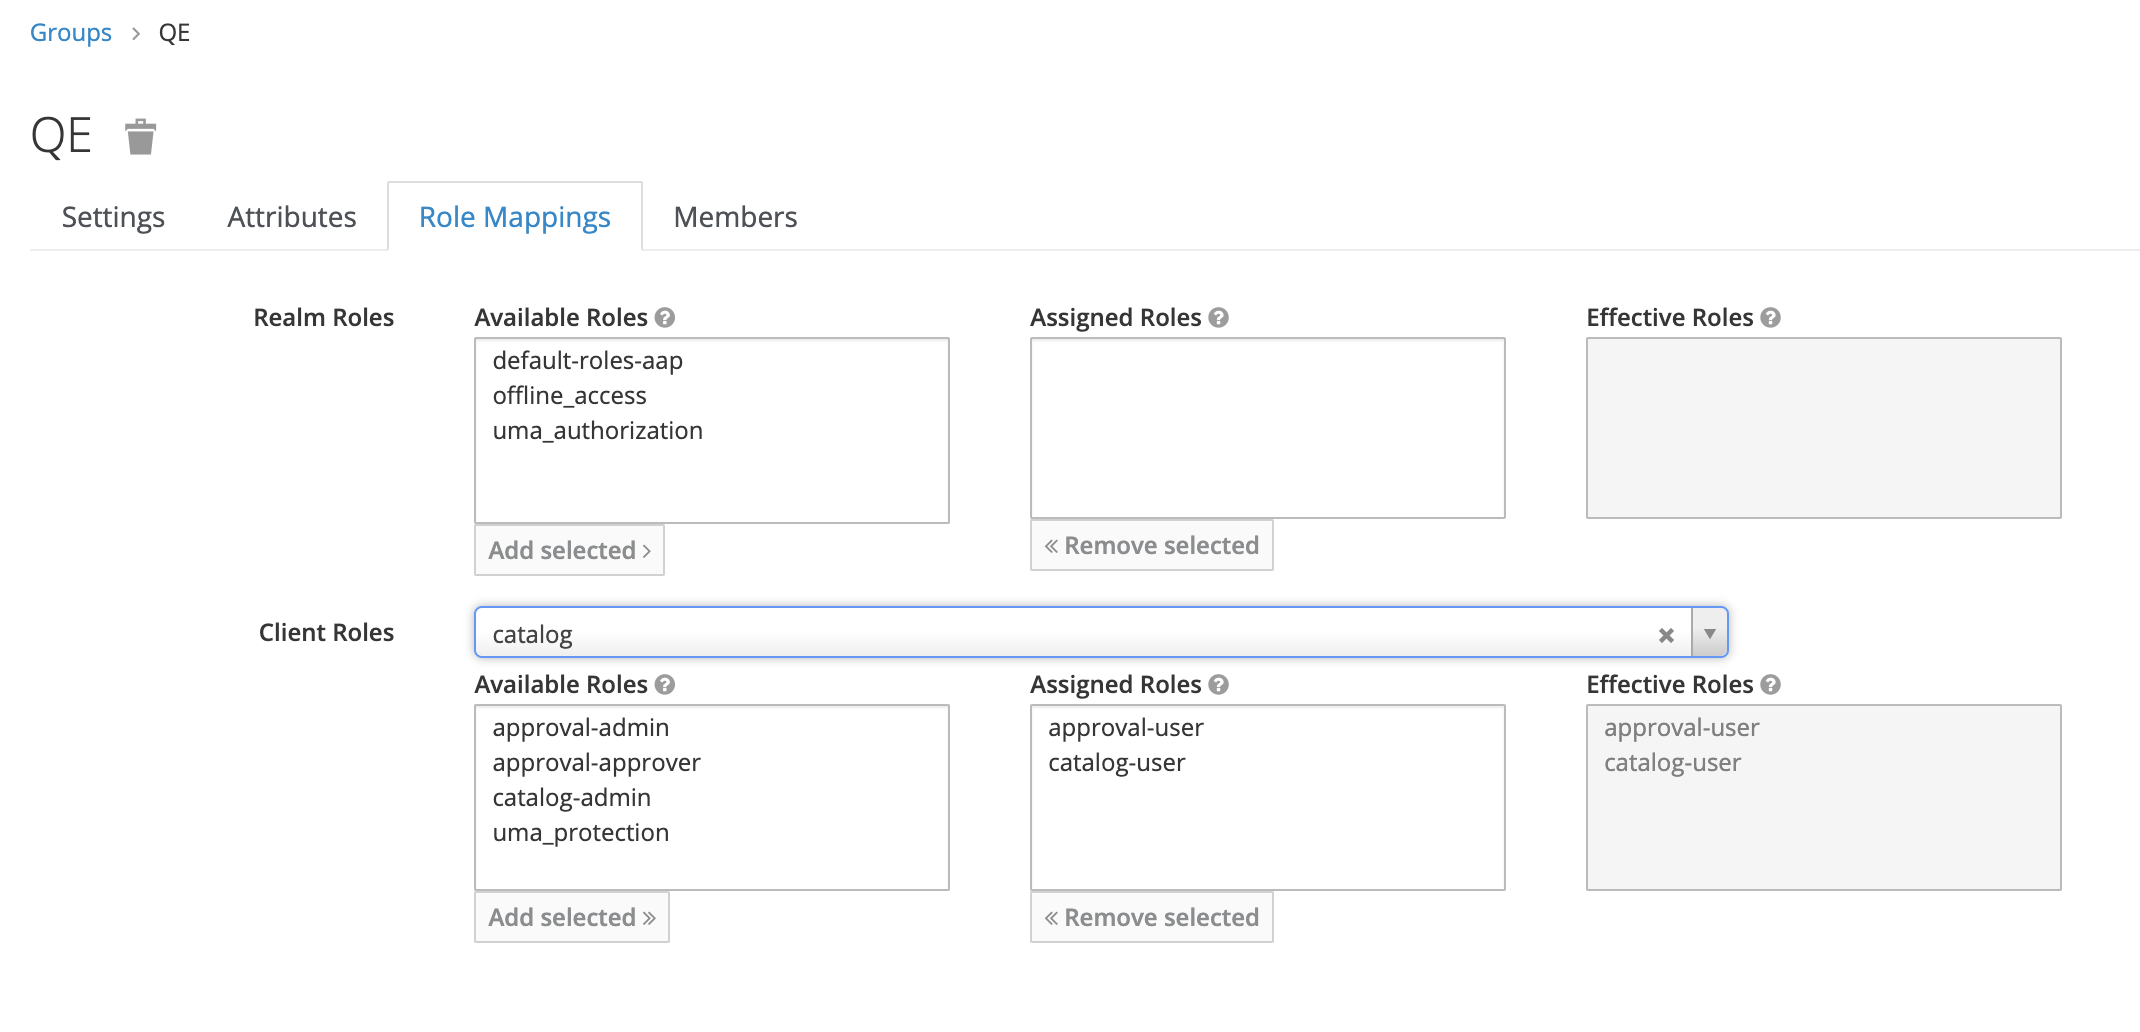 Groups > QE
QE
Settings Attributes Role Mappings Members
Realm Roles
Available Roles ?
default-roles-aap
offline_access
uma_authorization
Add selected ›
Assigned Roles ?
« Remove selected
Effective Roles ?
Client Roles
catalog
Available Roles ?
approval-admin
approval-approver
catalog-admin
uma_protection
Add selected »
Assigned Roles ?
approval-user
catalog-user
« Remove selected
Effective Roles ?
approval-user
catalog-user